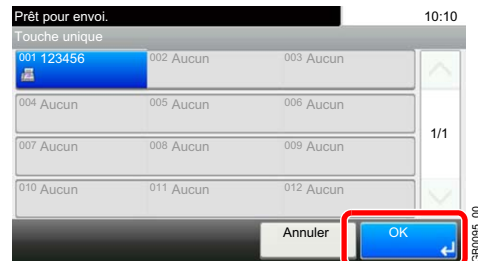 Prêt pour envoi. 10:10
Touche unique
001 123456 002 Aucun 003 Aucun
004 Aucun 005 Aucun 006 Aucun
1/1
007 Aucun 008 Aucun 009 Aucun
010 Aucun 011 Aucun 012 Aucun
Annuler OK
GB0095_00